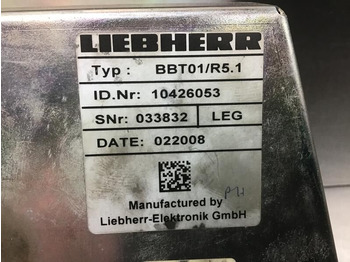 LIEBHERR
Typ : BBT01/R5.1
ID.Nr: 10426053
SNr: 033832 LEG
DATE: 022008
Manufactured by
Liebherr-Elektronik GmbH